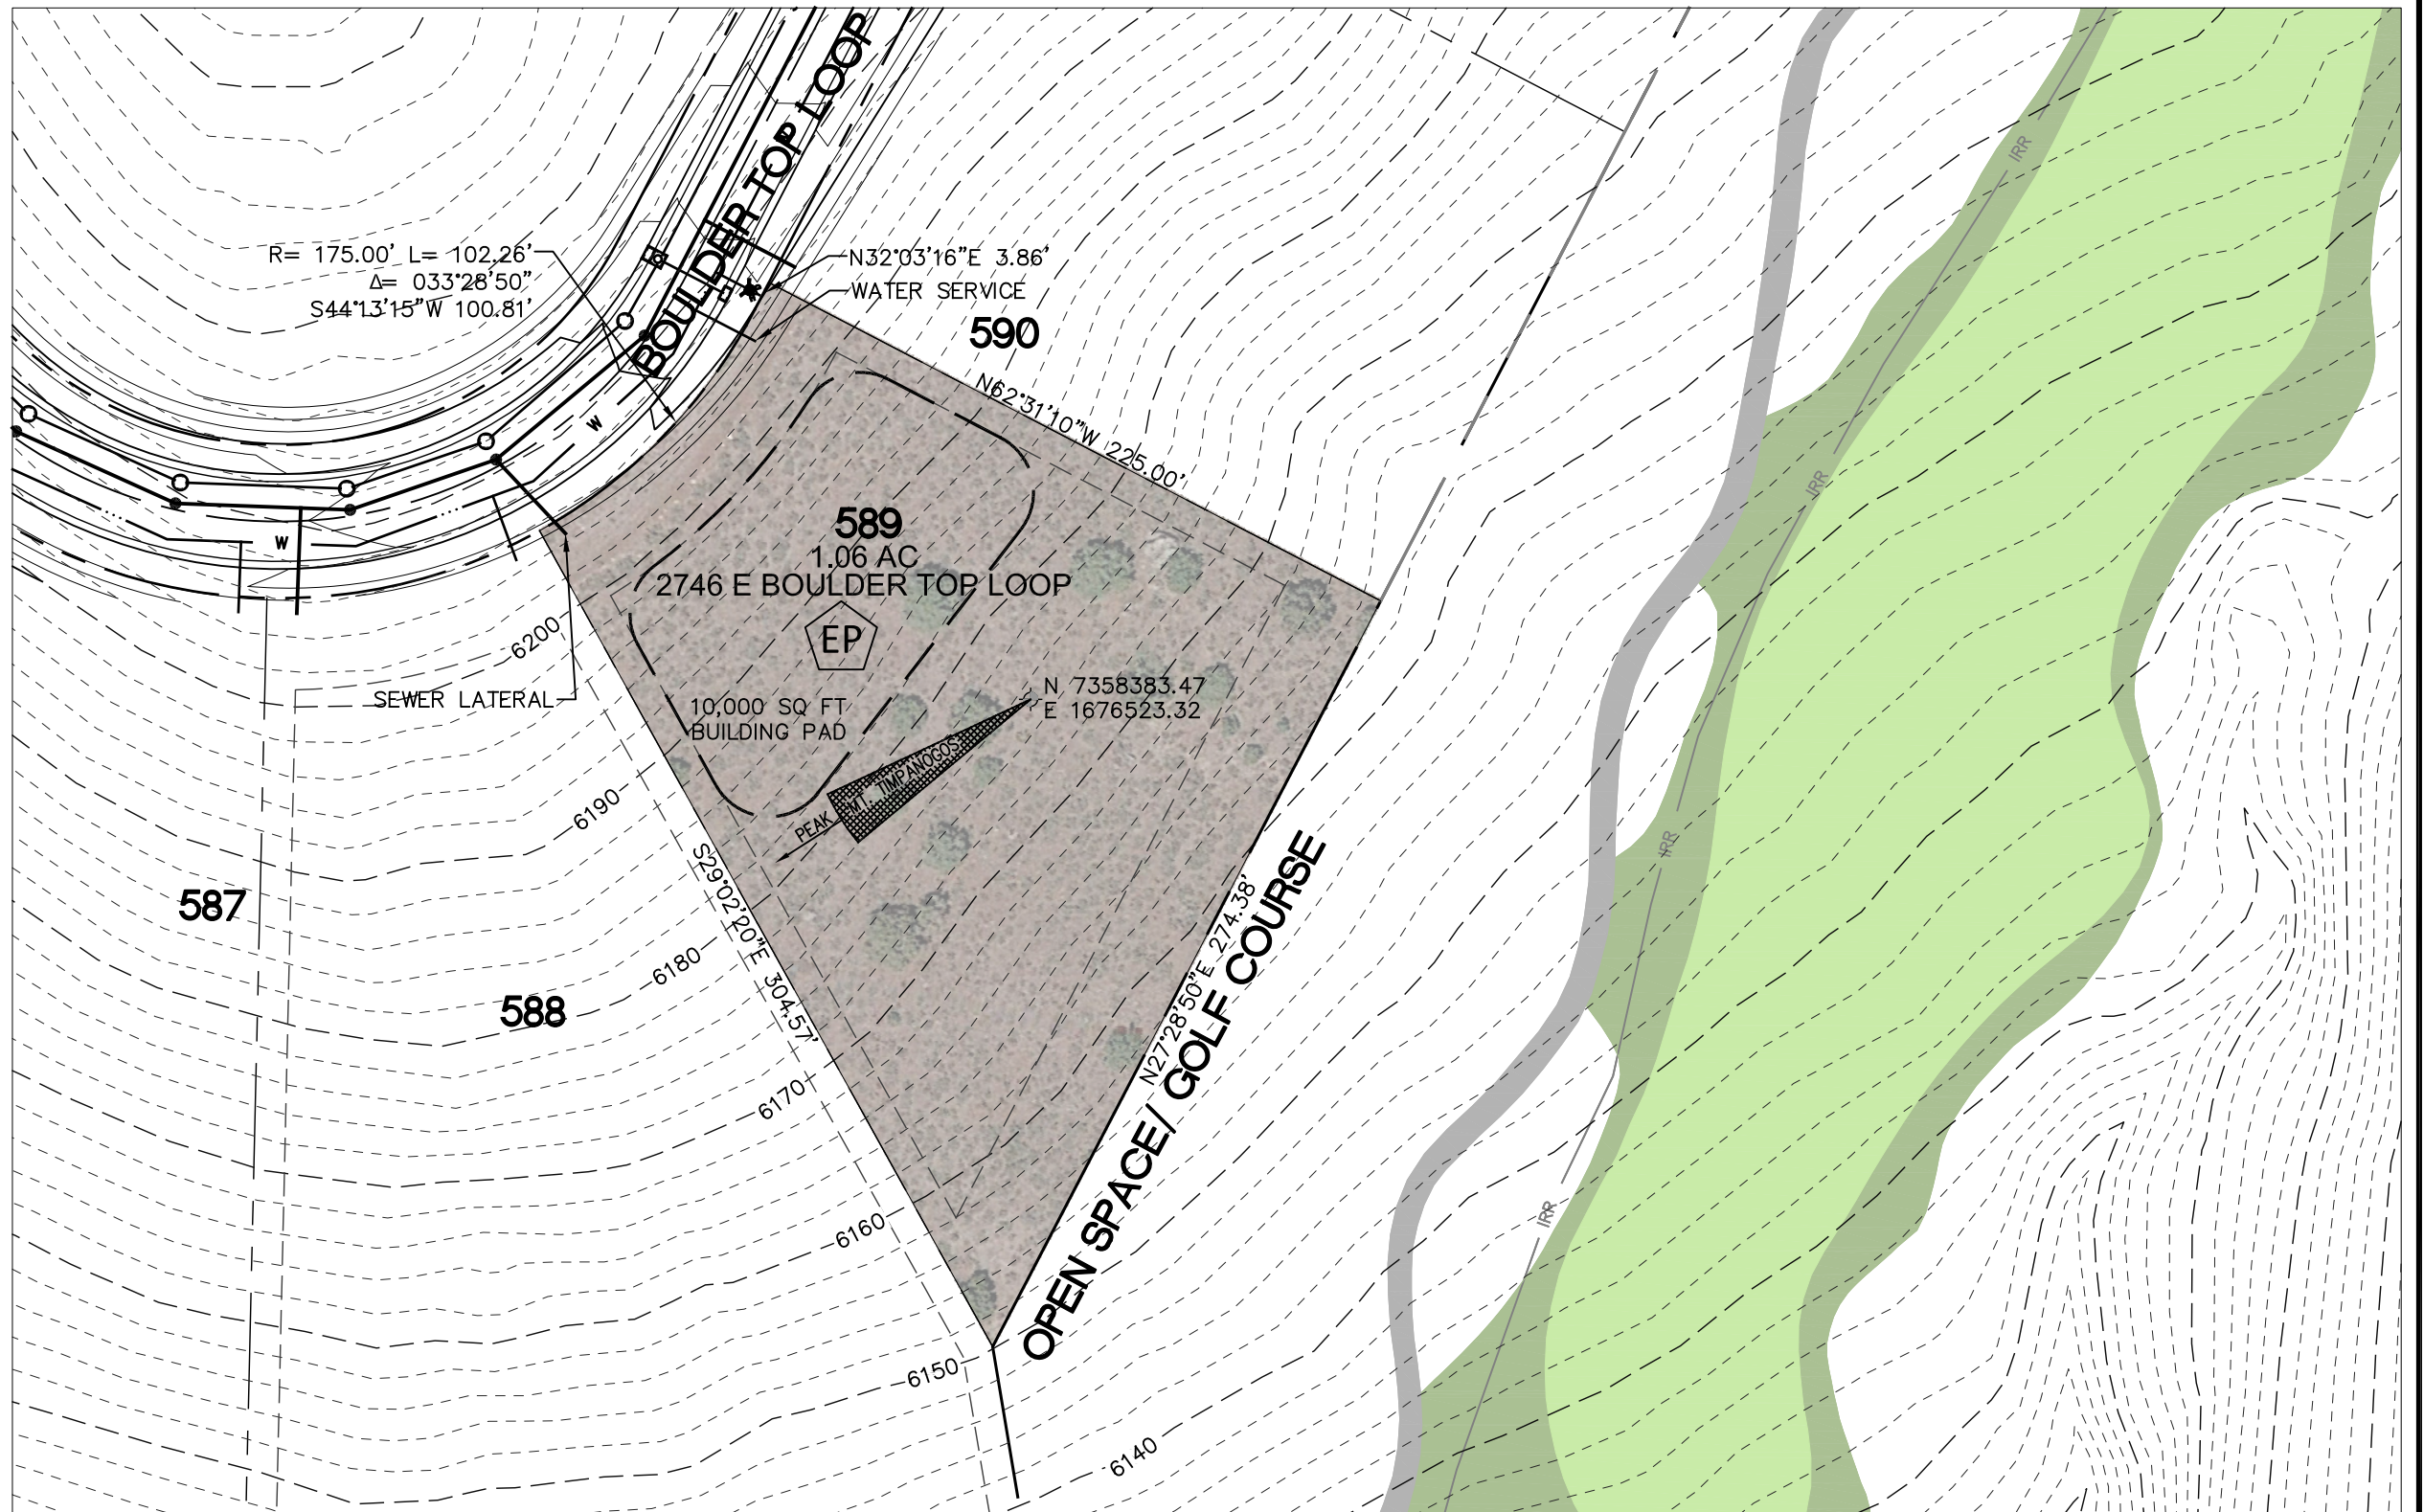 BOULDER TOP LOOP
IRR
R= 175.00' L= 102.26'
Δ= 033°28'50"
S44°13'15"W 100.81'
N32°03'16"E 3.86'
WATER SERVICE
590
N62°31'10"W 225.00'
W
IRR
W
589
1.06 AC
2746 E BOULDER TOP LOOP
EP
6200
SEWER LATERAL
10,000 SQ FT
BUILDING PAD
N 7358383.47
E 1676523.32
MT. TIMPANOGOS
PEAK
6190
IRR
S29°02'20"E 304.57'
N27°28'50"E 274.38'
OPEN SPACE/ GOLF COURSE
587
6180
588
6170
6160
IRR
6150
6140